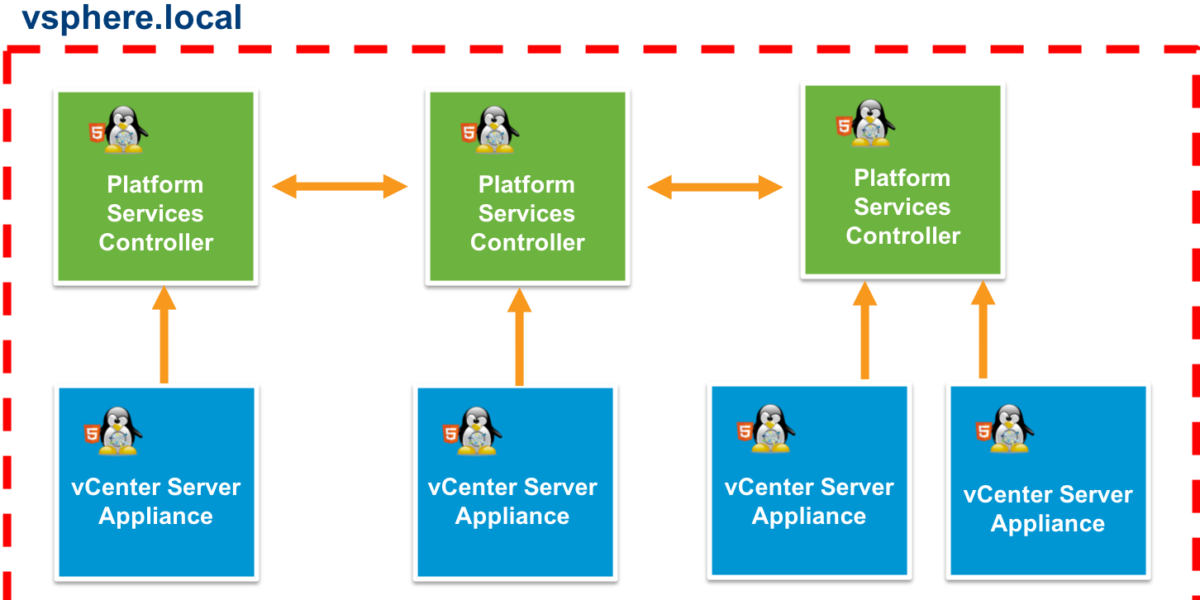 vsphere.local
5
Platform
Services
Controller
5
Platform
Services
Controller
5
Platform
Services
Controller
5
vCenter Server
Appliance
5
vCenter Server
Appliance
5
vCenter Server
Appliance
5
vCenter Server
Appliance